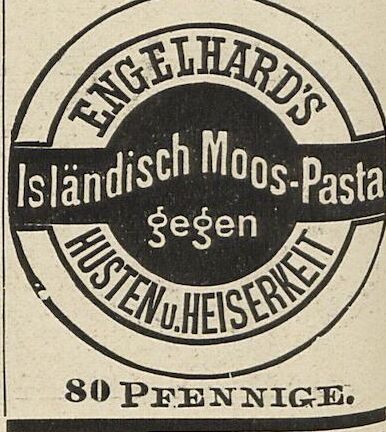 ENGELHARD'S
Isländisch Moos-Pasta
gegen
HUSTEN u. HEISERKEIT
80 PFENNIGE.